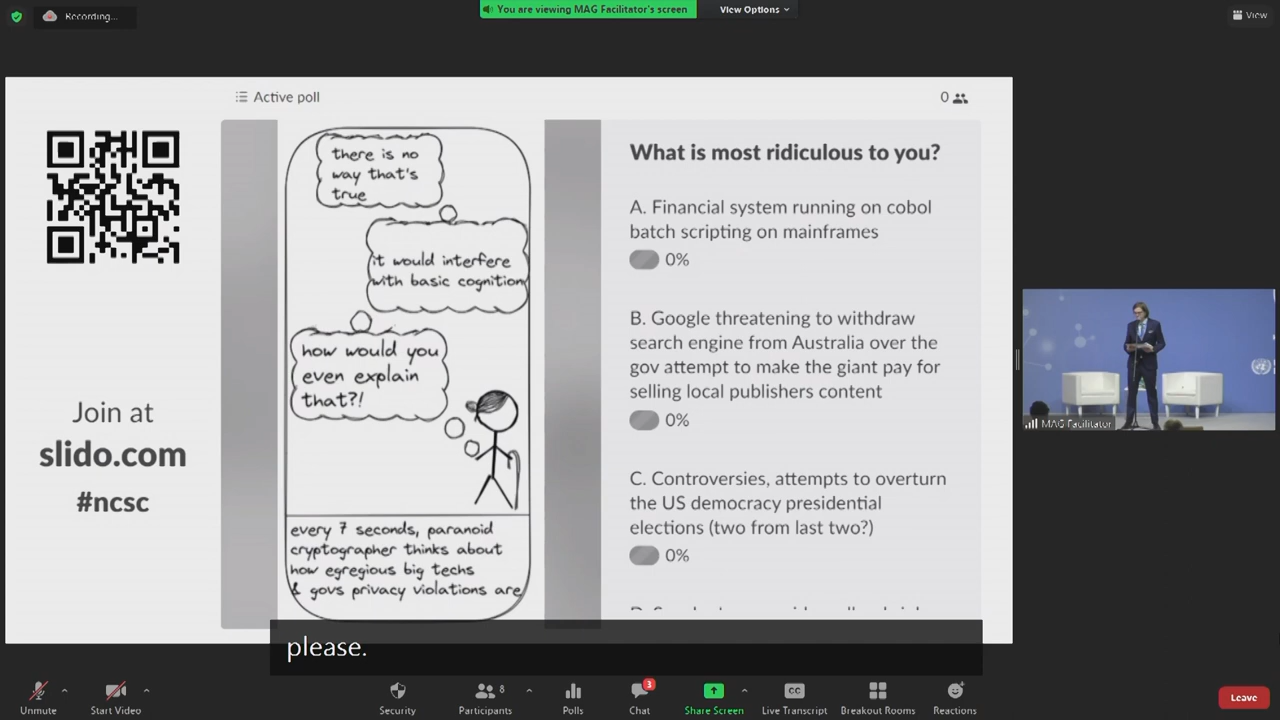 Recording...
You are viewing MAG Facilitator's screen
View Options
View
Active poll
0
there is no
way that's
true
it would interfere
with basic cognition
how would you
even explain
that?!
every 7 seconds, paranoid
cryptographer thinks about
how egregious big techs
& govs privacy violations are
Join at
slido.com
#ncsc
What is most ridiculous to you?
A. Financial system running on cobol
batch scripting on mainframes
0%
B. Google threatening to withdraw
search engine from Australia over the
gov attempt to make the giant pay for
selling local publishers content
0%
C. Controversies, attempts to overturn
the US democracy presidential
elections (two from last two?)
0%
MAG Facilitator
please.
Unmute
Start Video
Security
8
Participants
Polls
3
Chat
Share Screen
CC
Live Transcript
Breakout Rooms
Reactions
Leave